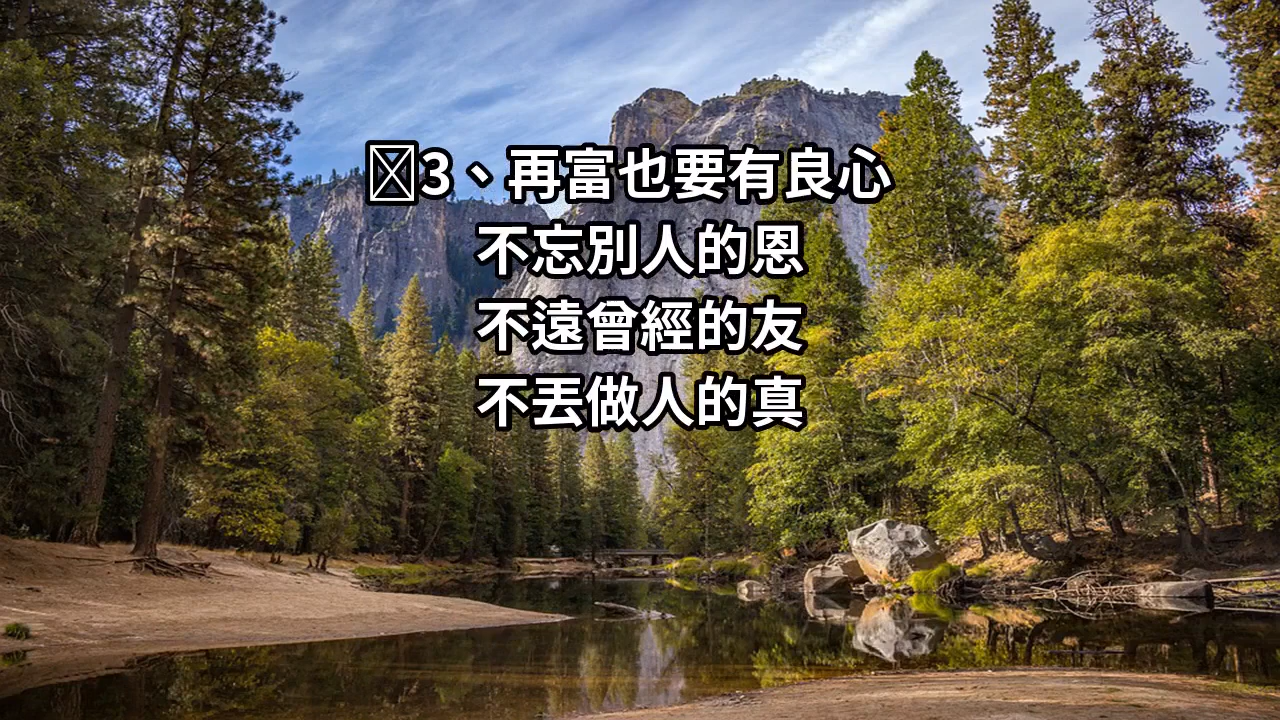 3、再富也要有良心
不忘別人的恩
不遠曾經的友
不丟做人的真